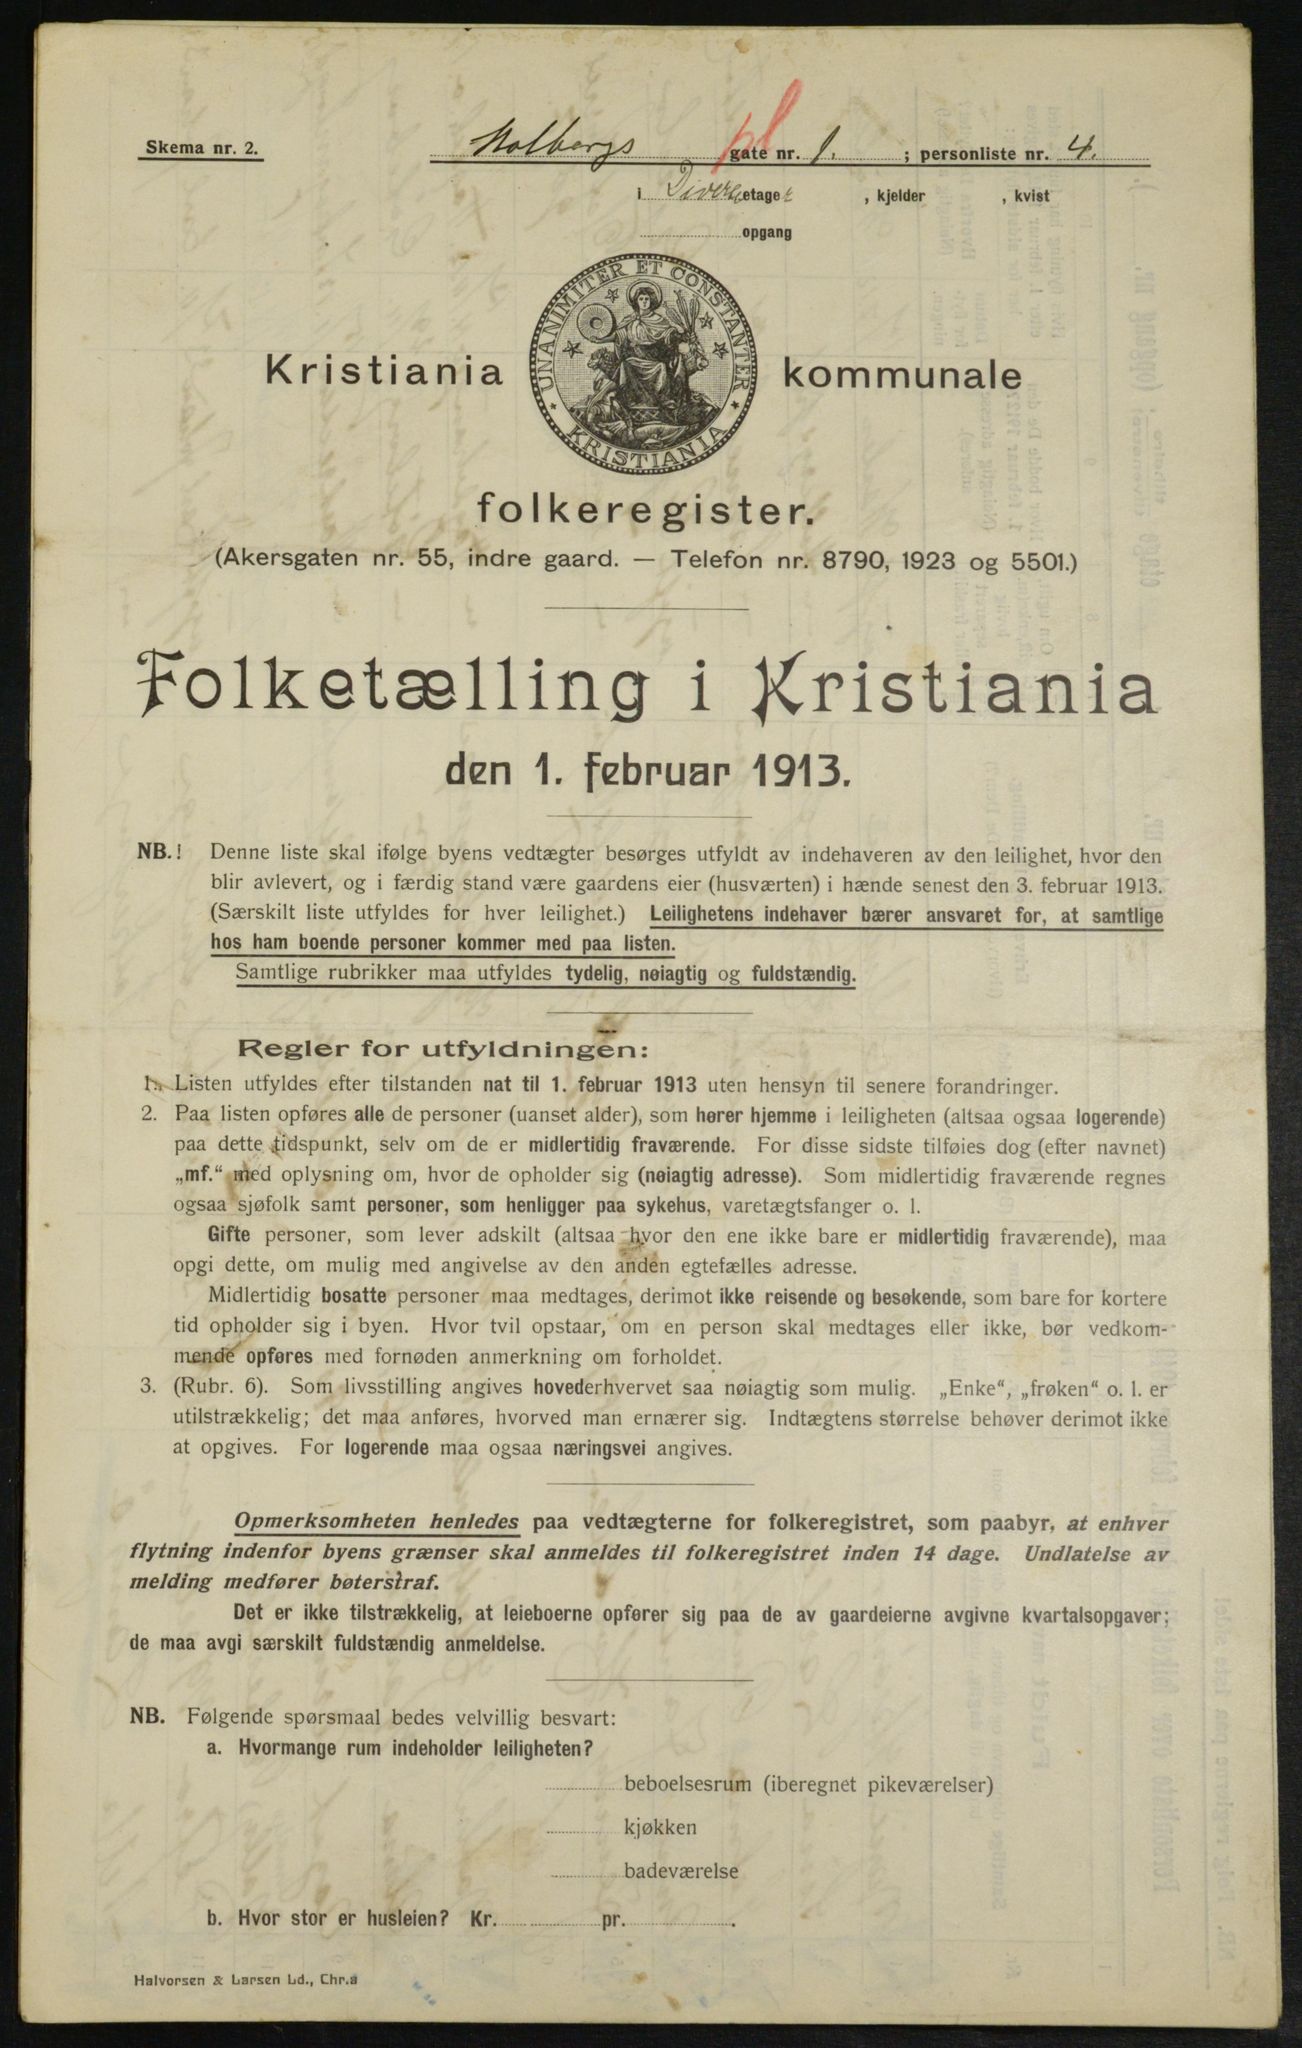 Skema nr. 2.
Holbergs pl gate nr. 1. ; personliste nr. 4.
i Diverse etager , kjelder , kvist
opgang
UNANIMITER ET CONSTANTER
KRISTIANIA
Kristiania kommunale
folkeregister.
(Akersgaten nr. 55, indre gaard. — Telefon nr. 8790, 1923 og 5501.)
Folketælling i Kristiania
den 1. februar 1913.
NB.! Denne liste skal ifølge byens vedtægter besørges utfyldt av indehaveren av den leilighet, hvor den
blir avlevert, og i færdig stand være gaardens eier (husværten) i hænde senest den 3. februar 1913.
(Særskilt liste utfyldes for hver leilighet.) Leilighetens indehaver bærer ansvaret for, at samtlige
hos ham boende personer kommer med paa listen.
Samtlige rubrikker maa utfyldes tydelig, nøiagtig og fuldstændig.
Regler for utfyldningen:
1. Listen utfyldes efter tilstanden nat til 1. februar 1913 uten hensyn til senere forandringer.
2. Paa listen opføres alle de personer (uanset alder), som hører hjemme i leiligheten (altsaa ogsaa logerende)
paa dette tidspunkt, selv om de er midlertidig fraværende. For disse sidste tilføies dog (efter navnet)
„mf.“ med oplysning om, hvor de opholder sig (nøiagtig adresse). Som midlertidig fraværende regnes
ogsaa sjøfolk samt personer, som henligger paa sykehus, varetægtsfanger o. l.
Gifte personer, som lever adskilt (altsaa hvor den ene ikke bare er midlertidig fraværende), maa
opgi dette, om mulig med angivelse av den anden egtefælles adresse.
Midlertidig bosatte personer maa medtages, derimot ikke reisende og besøkende, som bare for kortere
tid opholder sig i byen. Hvor tvil opstaar, om en person skal medtages eller ikke, bør vedkom-
mende opføres med fornøden anmerkning om forholdet.
3. (Rubr. 6). Som livsstilling angives hovederhvervet saa nøiagtig som mulig. „Enke“, „frøken“ o. l. er
utilstrækkelig; det maa anføres, hvorved man ernærer sig. Indtægtens størrelse behøver derimot ikke
at opgives. For logerende maa ogsaa næringsvei angives.
Opmerksomheten henledes paa vedtægterne for folkeregistret, som paabyr, at enhver
flytning indenfor byens grænser skal anmeldes til folkeregistret inden 14 dage. Undlatelse av
melding medfører bøterstraf.
Det er ikke tilstrækkelig, at leieboerne opfører sig paa de av gaardeierne avgivne kvartalsopgaver;
de maa avgi særskilt fuldstændig anmeldelse.
NB. Følgende spørsmaal bedes velvillig besvart:
a. Hvormange rum indeholder leiligheten?
beboelsesrum (iberegnet pikeværelser)
kjøkken
badeværelse
b. Hvor stor er husleien? Kr. pr. .
Halvorsen & Larsen Ld., Chr.a